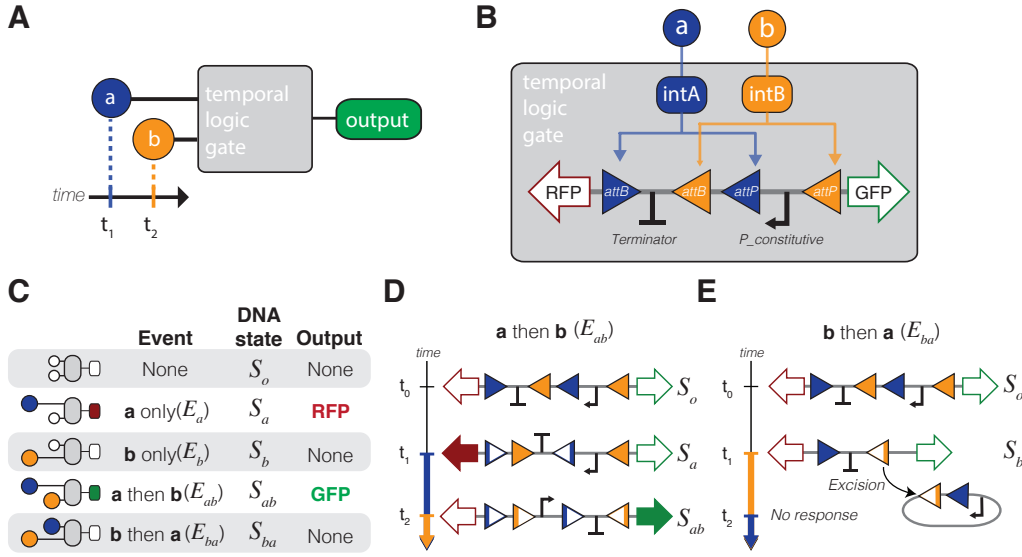 A
a
b
temporal
logic
gate
output
time
t1
t2
B
a
b
temporal
logic
gate
intA
intB
RFP
attB
attB
attP
attP
GFP
Terminator
P_constitutive
C
Event
DNA
state
Output
None
So
None
a only(Ea)
Sa
RFP
b only(Eb)
Sb
None
a then b(Eab)
Sab
GFP
b then a(Eba)
Sba
None
D
a then b (Eab)
time
t0
So
t1
Sa
t2
Sab
E
b then a(Eba)
time
t0
So
t1
Sb
Excision
t2
No response